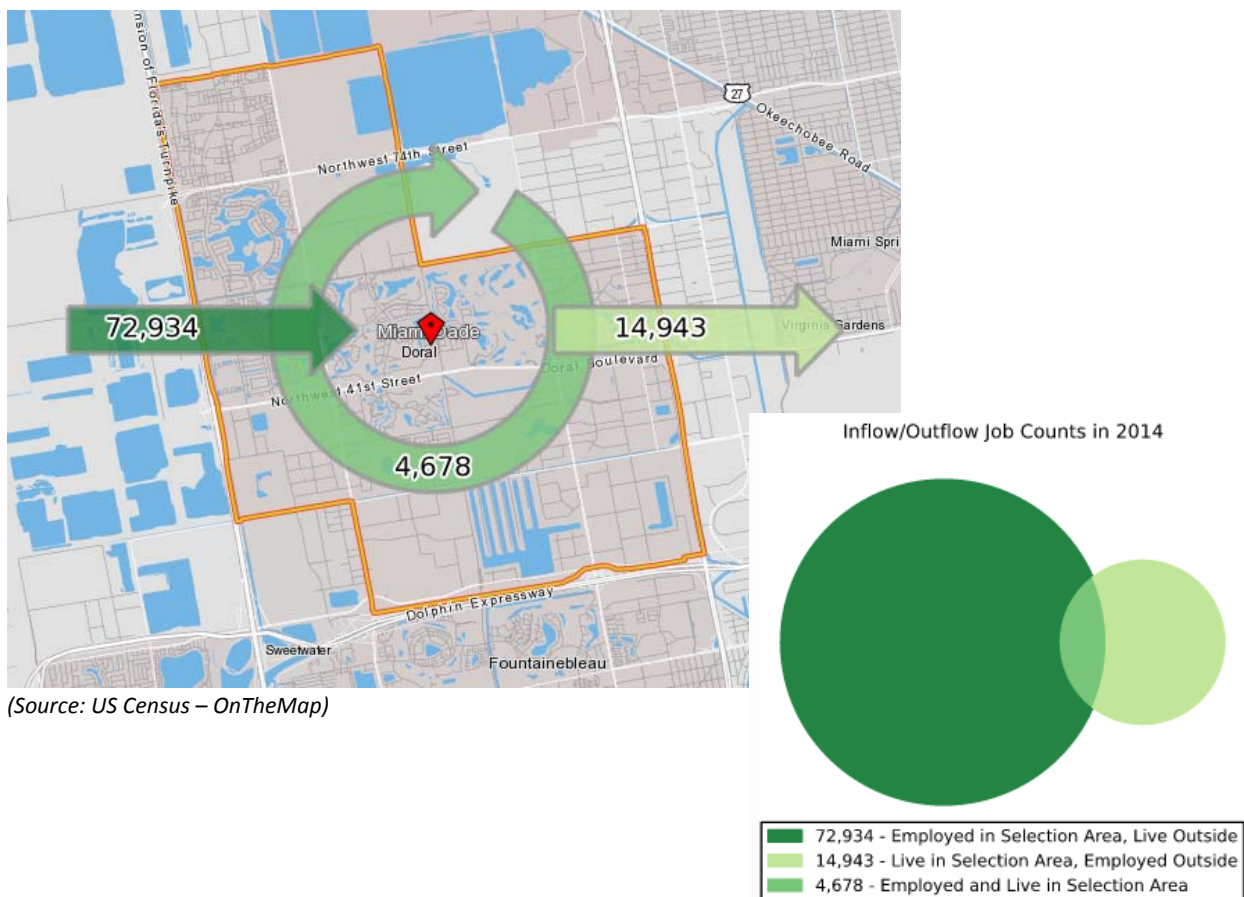 nsion of Florida's Turnpike
27
Okeechobee Road
Northwest 74th Street
Miami Spri
72,934
14,943
Virginia Gardens
Miami-Dade
Doral
Doral Boulevard
Northwest 41st Street
4,678
Dolphin Expressway
Sweetwater
Fountainebleau
(Source: US Census – OnTheMap)
Inflow/Outflow Job Counts in 2014
72,934 - Employed in Selection Area, Live Outside
14,943 - Live in Selection Area, Employed Outside
4,678 - Employed and Live in Selection Area